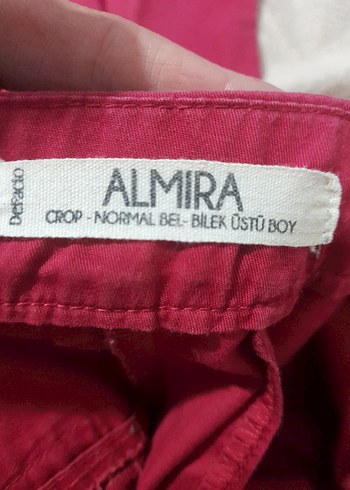 DeFacto
ALMIRA
CROP - NORMAL BEL- BİLEK ÜSTÜ BOY